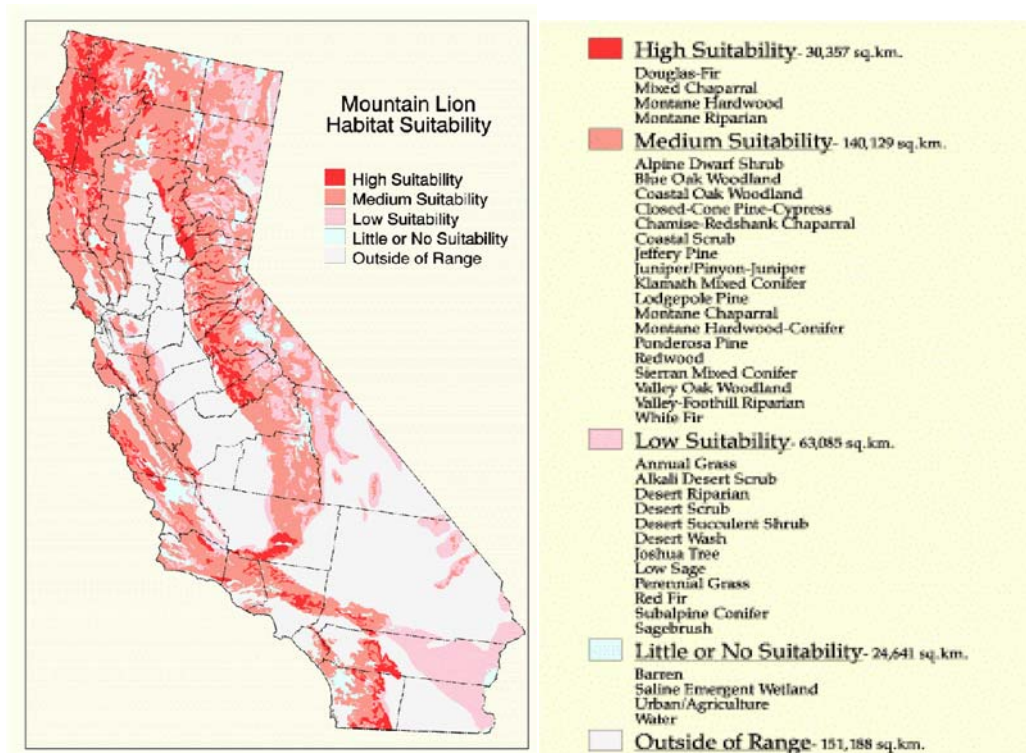 Mountain Lion
Habitat Suitability
High Suitability
Medium Suitability
Low Suitability
Little or No Suitability
Outside of Range
High Suitability- 30,357 sq.km.
Douglas-Fir
Mixed Chaparral
Montane Hardwood
Montane Riparian
Medium Suitability- 140,129 sq.km.
Alpine Dwarf Shrub
Blue Oak Woodland
Coastal Oak Woodland
Closed-Cone Pine-Cypress
Chamise-Redshank Chaparral
Coastal Scrub
Jeffery Pine
Juniper/Pinyon-Juniper
Klamath Mixed Conifer
Lodgepole Pine
Montane Chaparral
Montane Hardwood-Conifer
Ponderosa Pine
Redwood
Sierran Mixed Conifer
Valley Oak Woodland
Valley-Foothill Riparian
White Fir
Low Suitability- 63,085 sq.km.
Annual Grass
Alkali Desert Scrub
Desert Riparian
Desert Scrub
Desert Succulent Shrub
Desert Wash
Joshua Tree
Low Sage
Perennial Grass
Red Fir
Subalpine Conifer
Sagebrush
Little or No Suitability- 24,641 sq.km.
Barren
Saline Emergent Wetland
Urban/Agriculture
Water
Outside of Range- 151,188 sq.km.